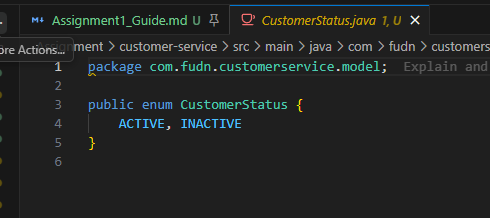 Assignment1_Guide.md U
CustomerStatus.java 1, U
ore Actions...
nment > customer-service > src > main > java > com > fudn > customers
1 package com.fudn.customerservice.model; Explain and
2
3 public enum CustomerStatus {
4 ACTIVE, INACTIVE
5 }
6